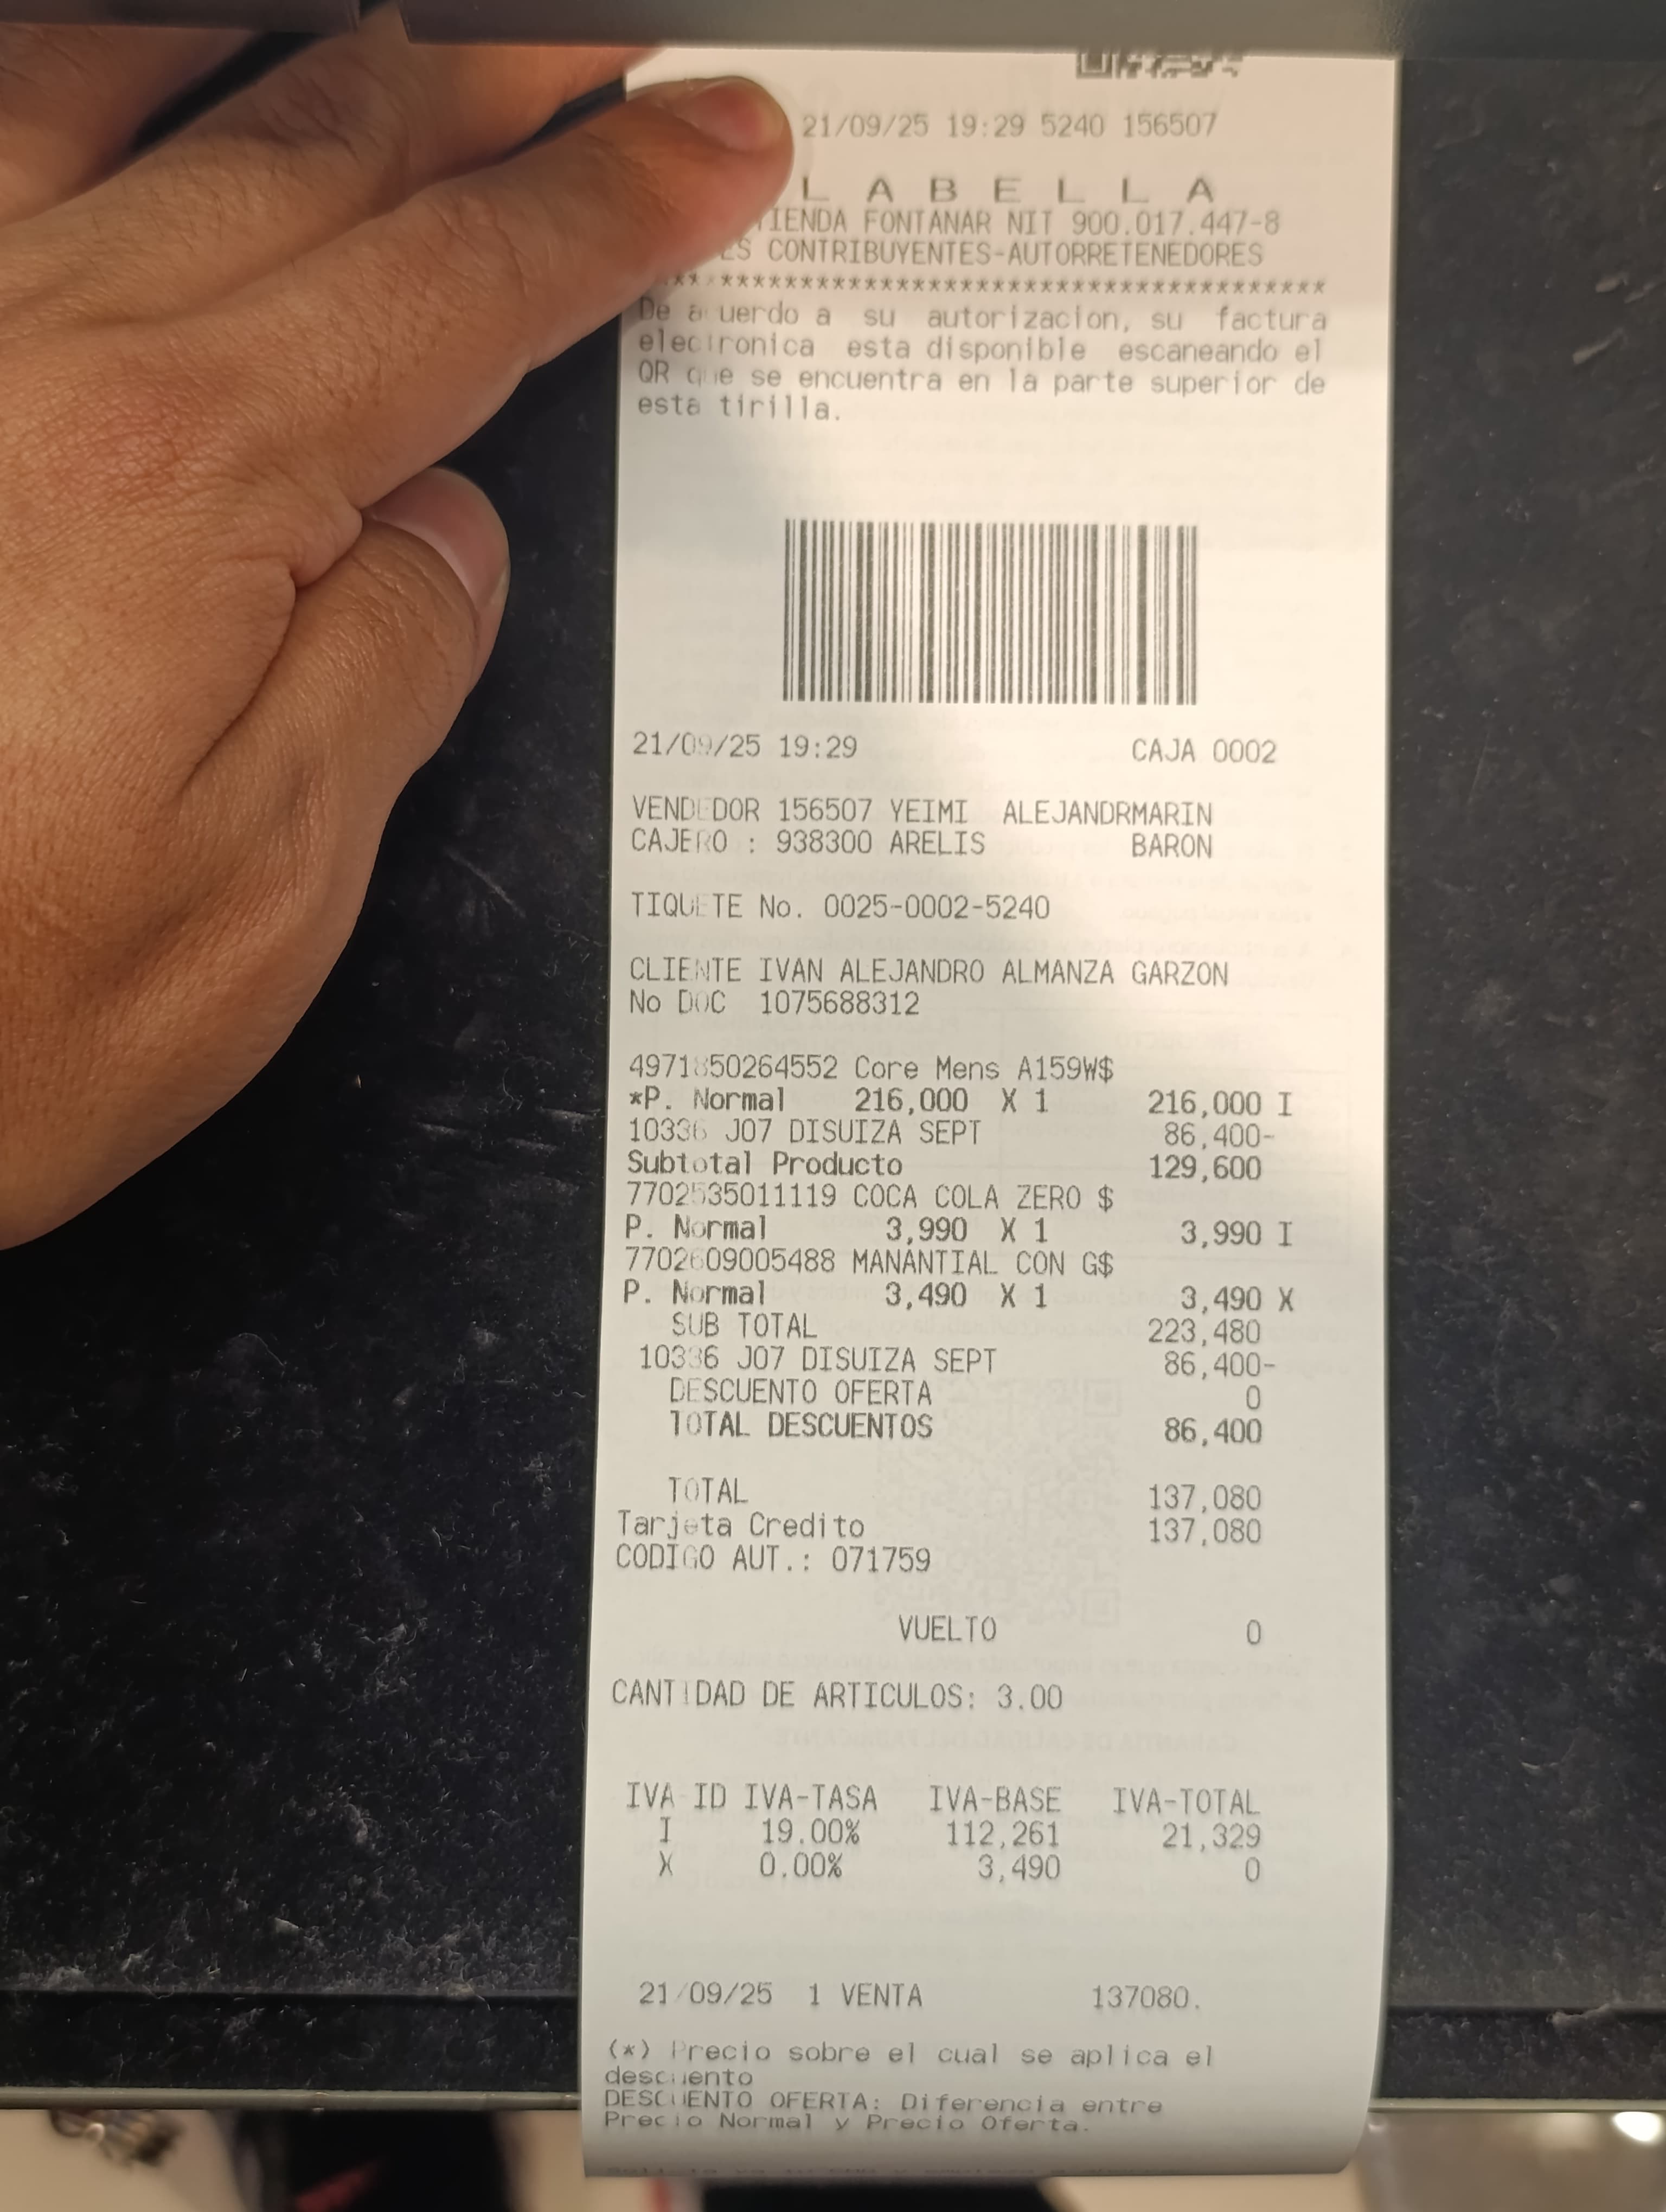 21/09/25 19:29 5240 156507
L A B E L L A
TIENDA FONTANAR NIT 900.017.447-8
CONTRIBUYENTES-AUTORRETENEDORES
****************************************
De acuerdo a su autorizacion, su factura
electronica esta disponible escaneando el
QR que se encuentra en la parte superior de
esta tirilla.
21/09/25 19:29 CAJA 0002
VENDEDOR 156507 YEIMI ALEJANDRMARIN
CAJERO : 938300 ARELIS BARON
TIQUETE No. 0025-0002-5240
CLIENTE IVAN ALEJANDRO ALMANZA GARZON
No DOC 1075688312
4971850264552 Core Mens A159W$
*P. Normal 216,000 X 1 216,000 I
10336 J07 DISUIZA SEPT 86,400-
Subtotal Producto 129,600
7702535011119 COCA COLA ZERO $
P. Normal 3,990 X 1 3,990 I
7702609005488 MANANTIAL CON G$
P. Normal 3,490 X 1 3,490 X
SUB TOTAL 223,480
10336 J07 DISUIZA SEPT 86,400-
DESCUENTO OFERTA 0
TOTAL DESCUENTOS 86,400
TOTAL 137,080
Tarjeta Credito 137,080
CODIGO AUT.: 071759
VUELTO 0
CANTIDAD DE ARTICULOS: 3.00
IVA ID IVA-TASA IVA-BASE IVA-TOTAL
I 19.00% 112,261 21,329
X 0.00% 3,490 0
21/09/25 1 VENTA 137080.
(*) Precio sobre el cual se aplica el
descuento
DESCUENTO OFERTA: Diferencia entre
Precio Normal y Precio Oferta.